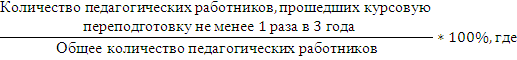 Количество педагогических работников, прошедших курсовую
переподготовку не менее 1 раза в 3 года
Общее количество педагогических работников
* 100%, где